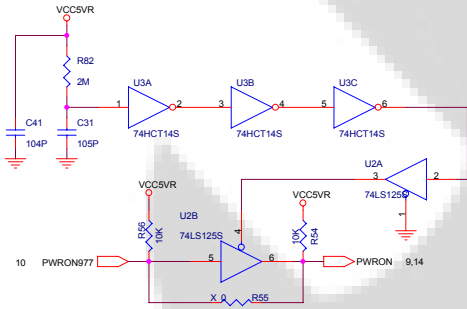 VCC5VR
R82
2M
U3A
U3B
U3C
1
2
3
4
5
6
C41
104P
C31
105P
74HCT14S
74HCT14S
74HCT14S
U2A
3
2
74LS125S
1
VCC5VR
VCC5VR
U2B
74LS125S
4
R56
10K
10K
R54
10 PWRON977
5
6
PWRON 9,14
X_0
R55